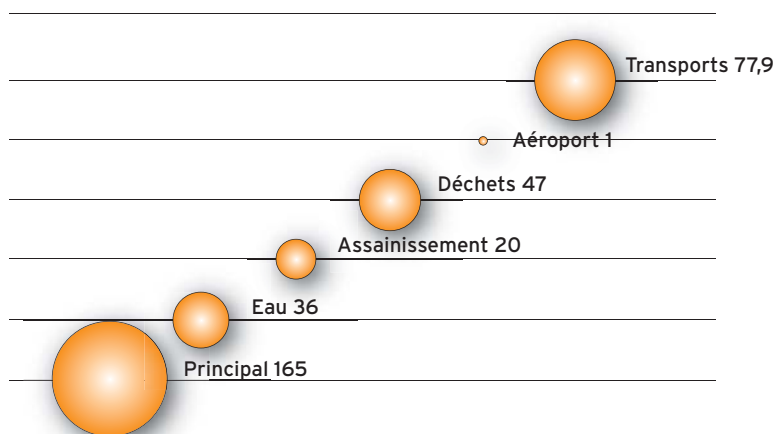 Transports 77,9
Aéroport 1
Déchets 47
Assainissement 20
Eau 36
Principal 165